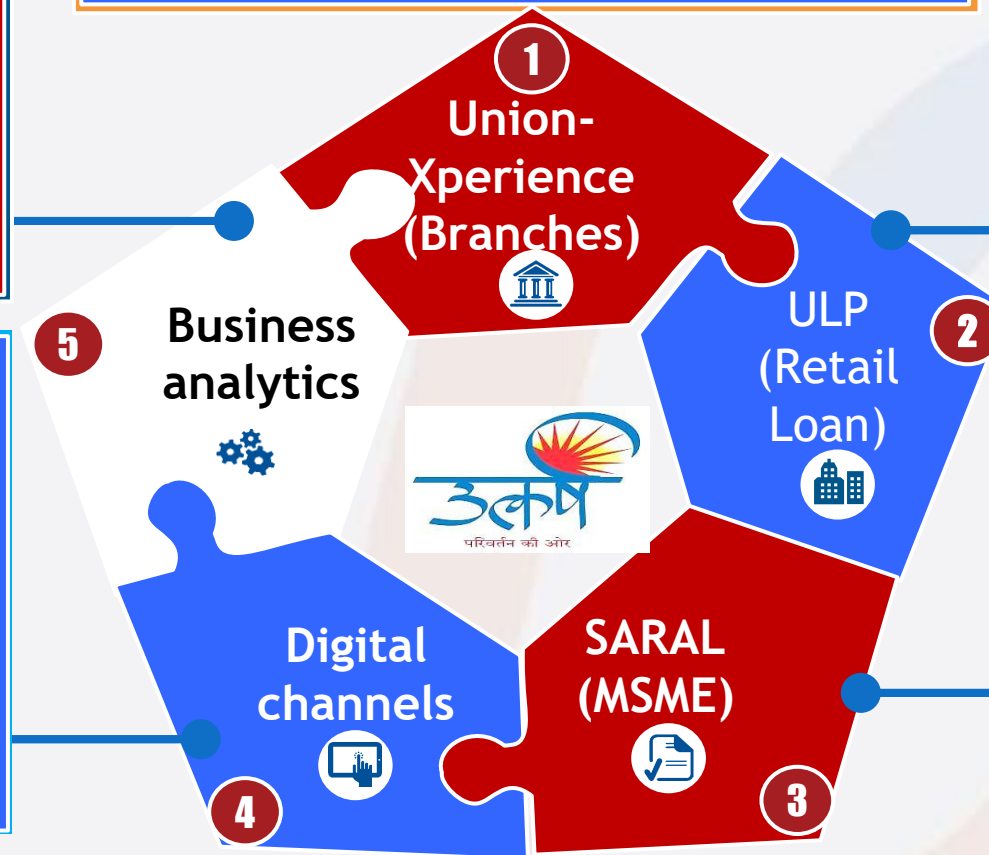 1
Union-
Xperience
(Branches)
2
ULP
(Retail
Loan)
3
SARAL
(MSME)
4
Digital
channels
5
Business
analytics
उत्कर्ष
परिवर्तन की ओर